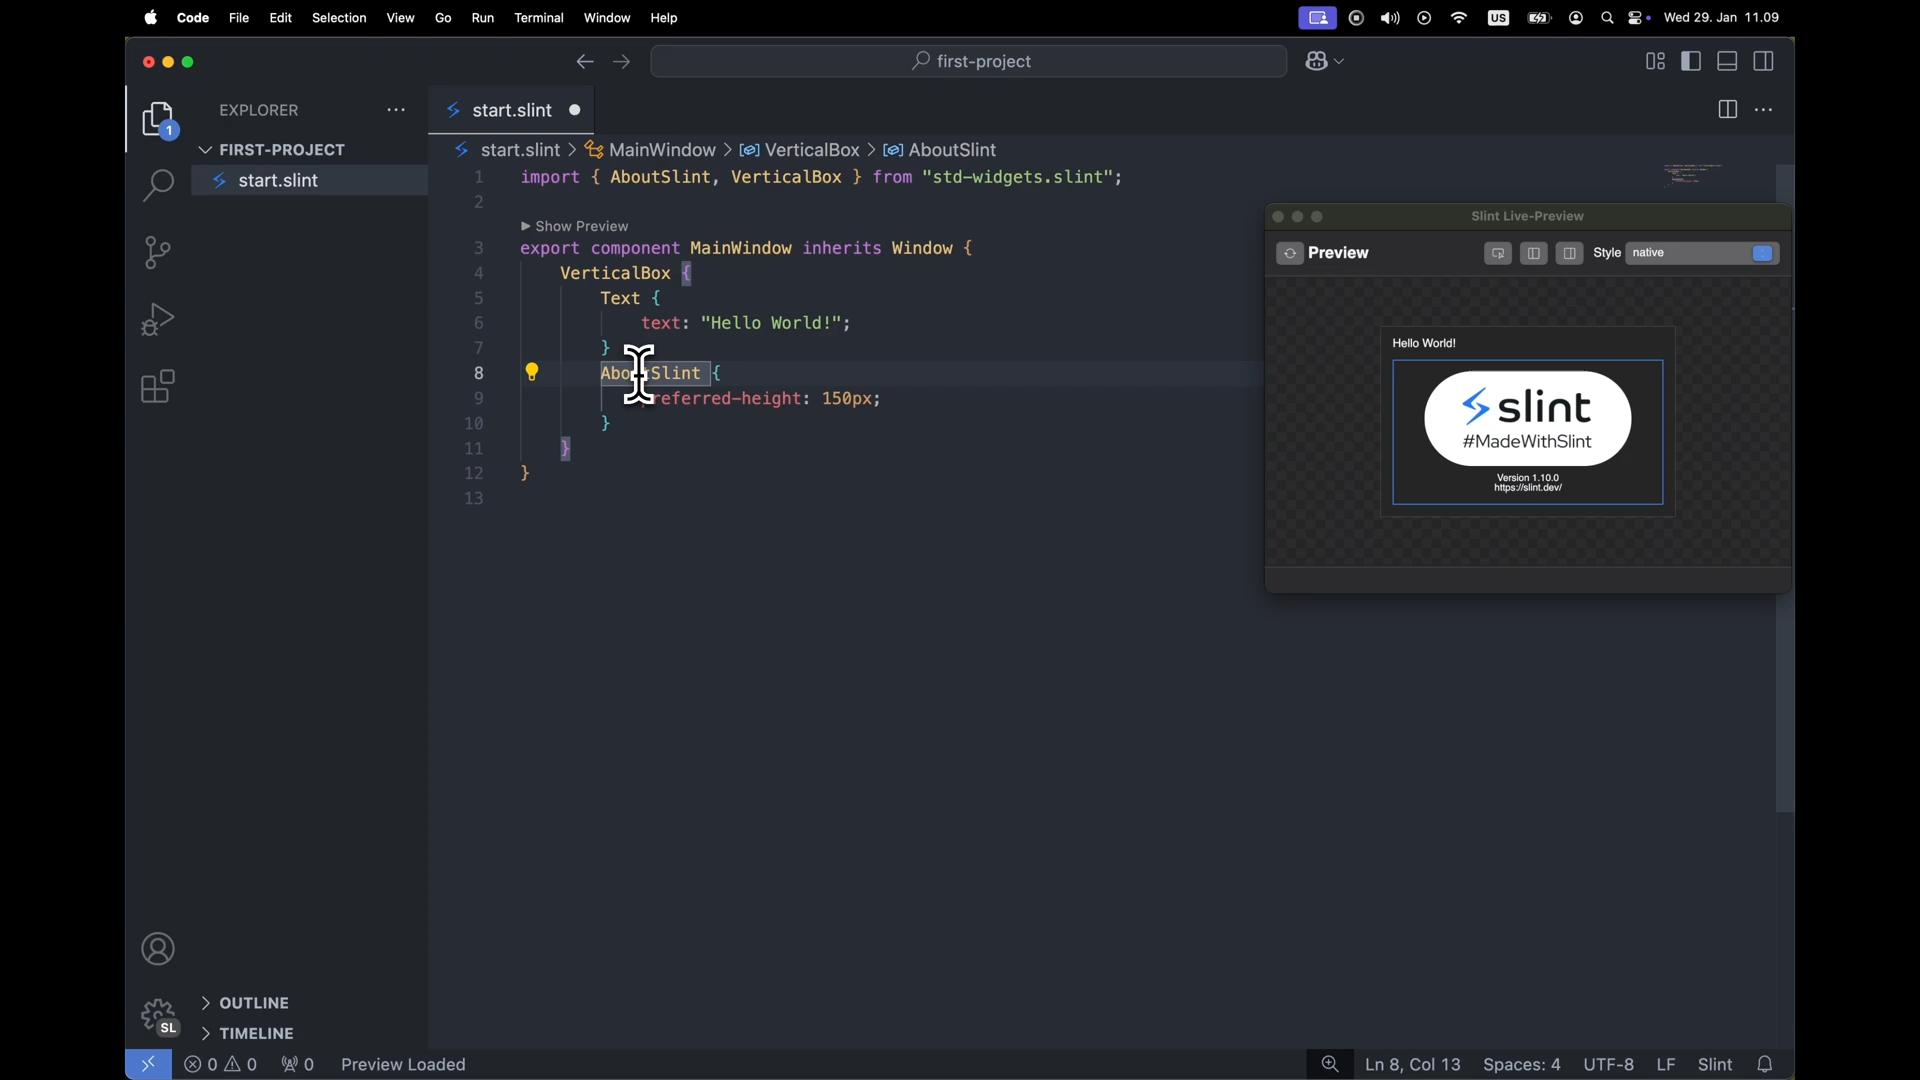 Code File Edit Selection View Go Run Terminal Window Help
US
Wed 29. Jan 11.09
first-project
EXPLORER
start.slint
1
FIRST-PROJECT
start.slint
start.slint > MainWindow > VerticalBox > AboutSlint
1 import { AboutSlint, VerticalBox } from "std-widgets.slint";
2
Show Preview
3 export component MainWindow inherits Window {
4 VerticalBox {
5 Text {
6 text: "Hello World!";
7 }
8 AboutSlint {
9 preferred-height: 150px;
10 }
11 }
12 }
13
Slint Live-Preview
Preview
Style native
Hello World!
slint
#MadeWithSlint
Version 1.10.0
https://slint.dev/
OUTLINE
SL
TIMELINE
0 0 0 Preview Loaded
Ln 8, Col 13 Spaces: 4 UTF-8 LF Slint